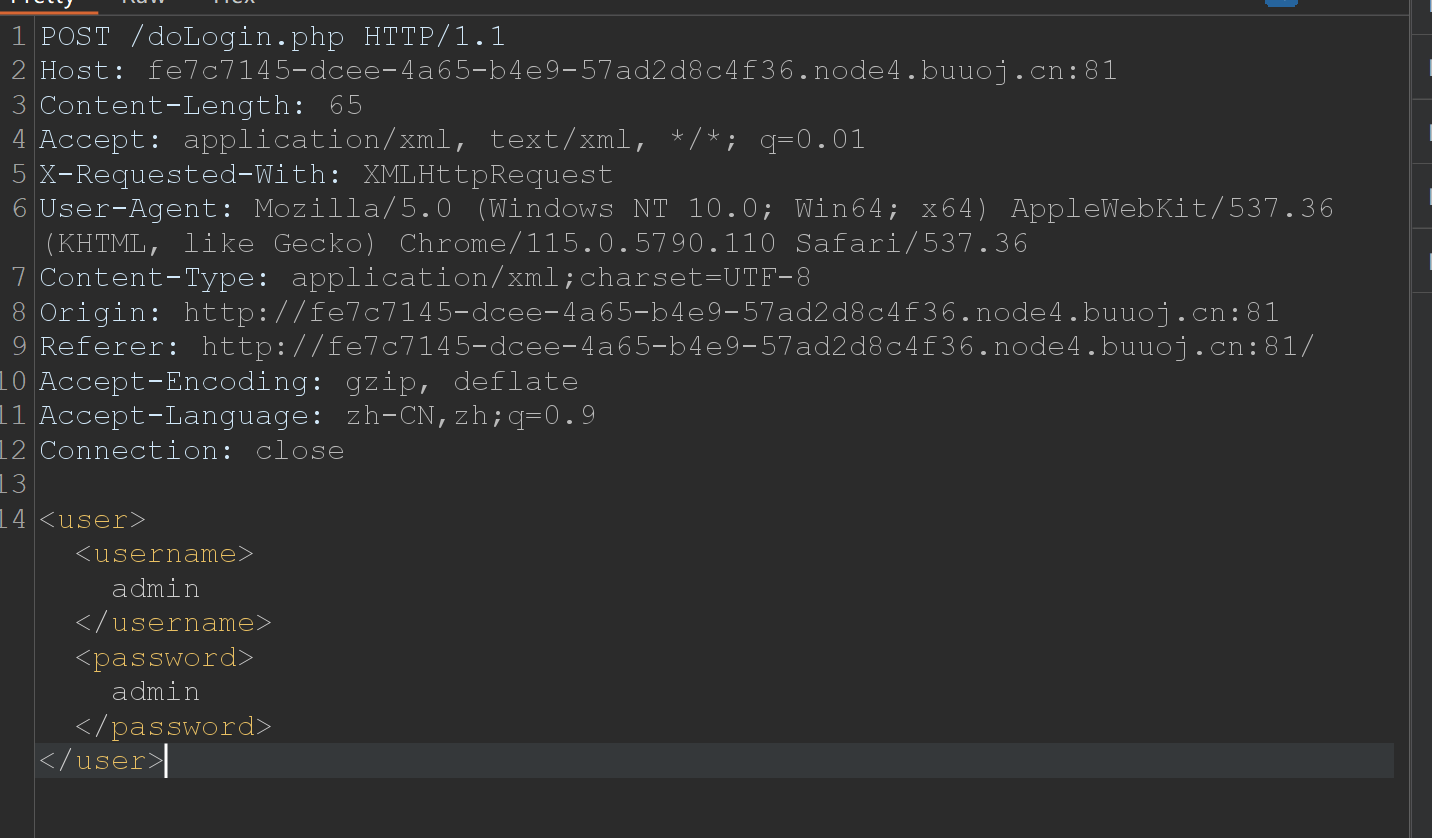 Pretty Raw Hex
1 POST /doLogin.php HTTP/1.1
2 Host: fe7c7145-dcee-4a65-b4e9-57ad2d8c4f36.node4.buuoj.cn:81
3 Content-Length: 65
4 Accept: application/xml, text/xml, */*; q=0.01
5 X-Requested-With: XMLHttpRequest
6 User-Agent: Mozilla/5.0 (Windows NT 10.0; Win64; x64) AppleWebKit/537.36
(KHTML, like Gecko) Chrome/115.0.5790.110 Safari/537.36
7 Content-Type: application/xml;charset=UTF-8
8 Origin: http://fe7c7145-dcee-4a65-b4e9-57ad2d8c4f36.node4.buuoj.cn:81
9 Referer: http://fe7c7145-dcee-4a65-b4e9-57ad2d8c4f36.node4.buuoj.cn:81/
10 Accept-Encoding: gzip, deflate
11 Accept-Language: zh-CN,zh;q=0.9
12 Connection: close
13
14 <user>
<username>
admin
</username>
<password>
admin
</password>
</user>